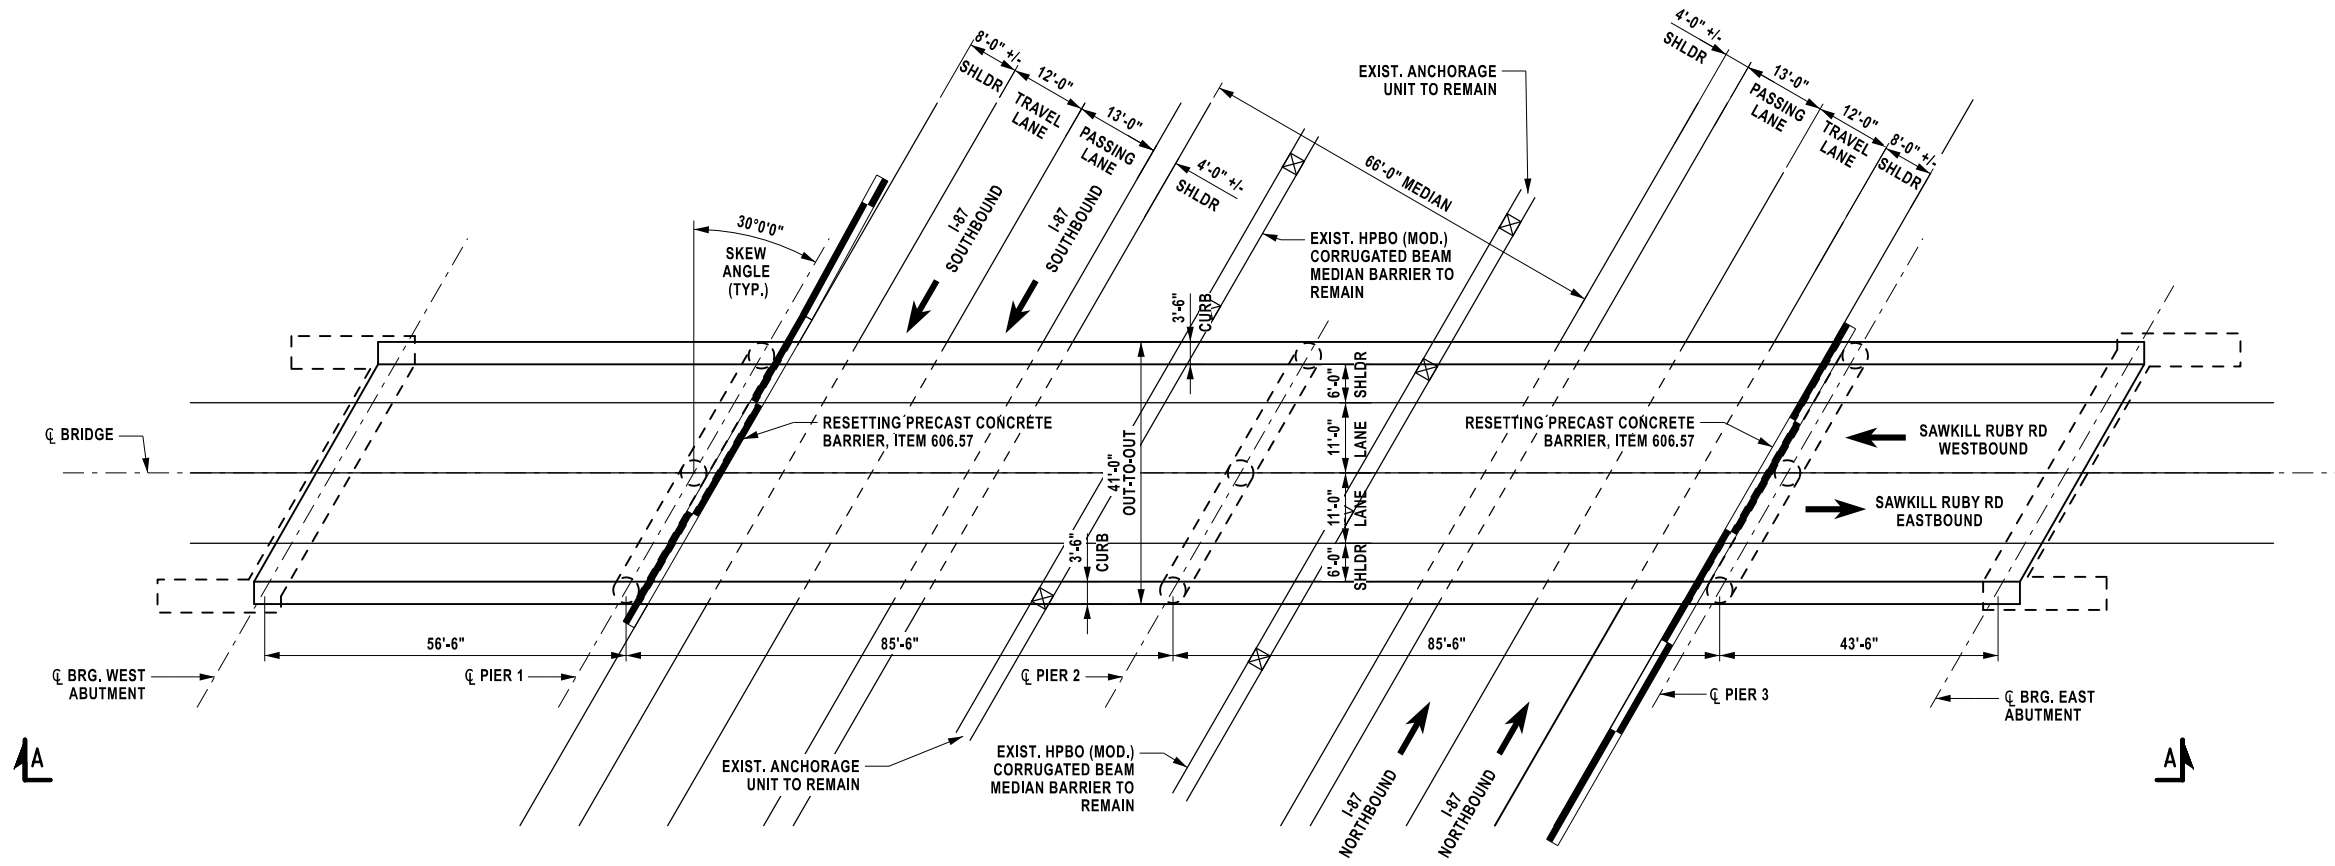 4'-0" +/-
SHLDR
8'-0" +/-
SHLDR
12'-0"
TRAVEL
LANE
13'-0"
PASSING
LANE
4'-0" +/-
SHLDR
EXIST. ANCHORAGE
UNIT TO REMAIN
13'-0"
PASSING
LANE
12'-0"
TRAVEL
LANE
8'-0" +/-
SHLDR
66'-0" MEDIAN
30°0'0"
SKEW
ANGLE
(TYP.)
I-87
SOUTHBOUND
I-87
SOUTHBOUND
EXIST. HPBO (MOD.)
CORRUGATED BEAM
MEDIAN BARRIER TO
REMAIN
3'-6"
CURB
6'-0"
SHLDR
℄ BRIDGE
RESETTING PRECAST CONCRETE
BARRIER, ITEM 606.57
41'-0"
OUT-TO-OUT
11'-0"
LANE
RESETTING PRECAST CONCRETE
BARRIER, ITEM 606.57
SAWKILL RUBY RD
WESTBOUND
11'-0"
LANE
SAWKILL RUBY RD
EASTBOUND
3'-6"
CURB
6'-0"
SHLDR
56'-6"
85'-6"
85'-6"
43'-6"
℄ BRG. WEST
ABUTMENT
℄ PIER 1
℄ PIER 2
℄ PIER 3
℄ BRG. EAST
ABUTMENT
A
EXIST. ANCHORAGE
UNIT TO REMAIN
EXIST. HPBO (MOD.)
CORRUGATED BEAM
MEDIAN BARRIER TO
REMAIN
I-87
NORTHBOUND
I-87
NORTHBOUND
A